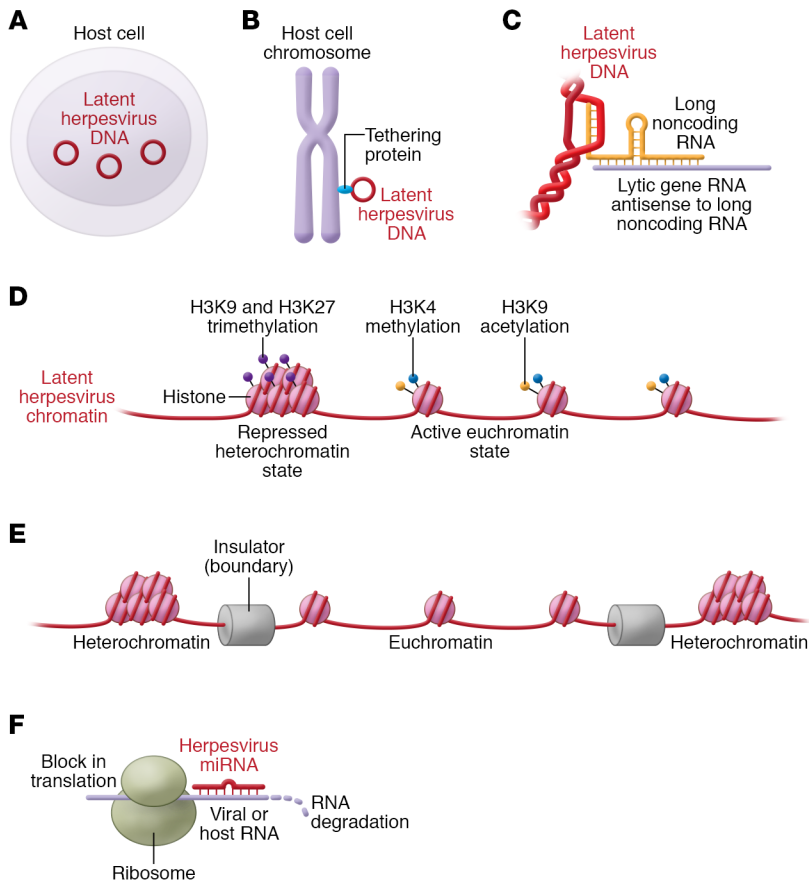 A
Host cell
Latent
herpesvirus
DNA
B
Host cell
chromosome
Tethering
protein
Latent
herpesvirus
DNA
C
Latent
herpesvirus
DNA
Long
noncoding
RNA
Lytic gene RNA
antisense to long
noncoding RNA
D
H3K9 and H3K27
trimethylation
H3K4
methylation
H3K9
acetylation
Latent
herpesvirus
chromatin
Histone
Repressed
heterochromatin
state
Active euchromatin
state
E
Insulator
(boundary)
Heterochromatin
Euchromatin
Heterochromatin
F
Block in
translation
Herpesvirus
miRNA
Viral or
host RNA
RNA
degradation
Ribosome